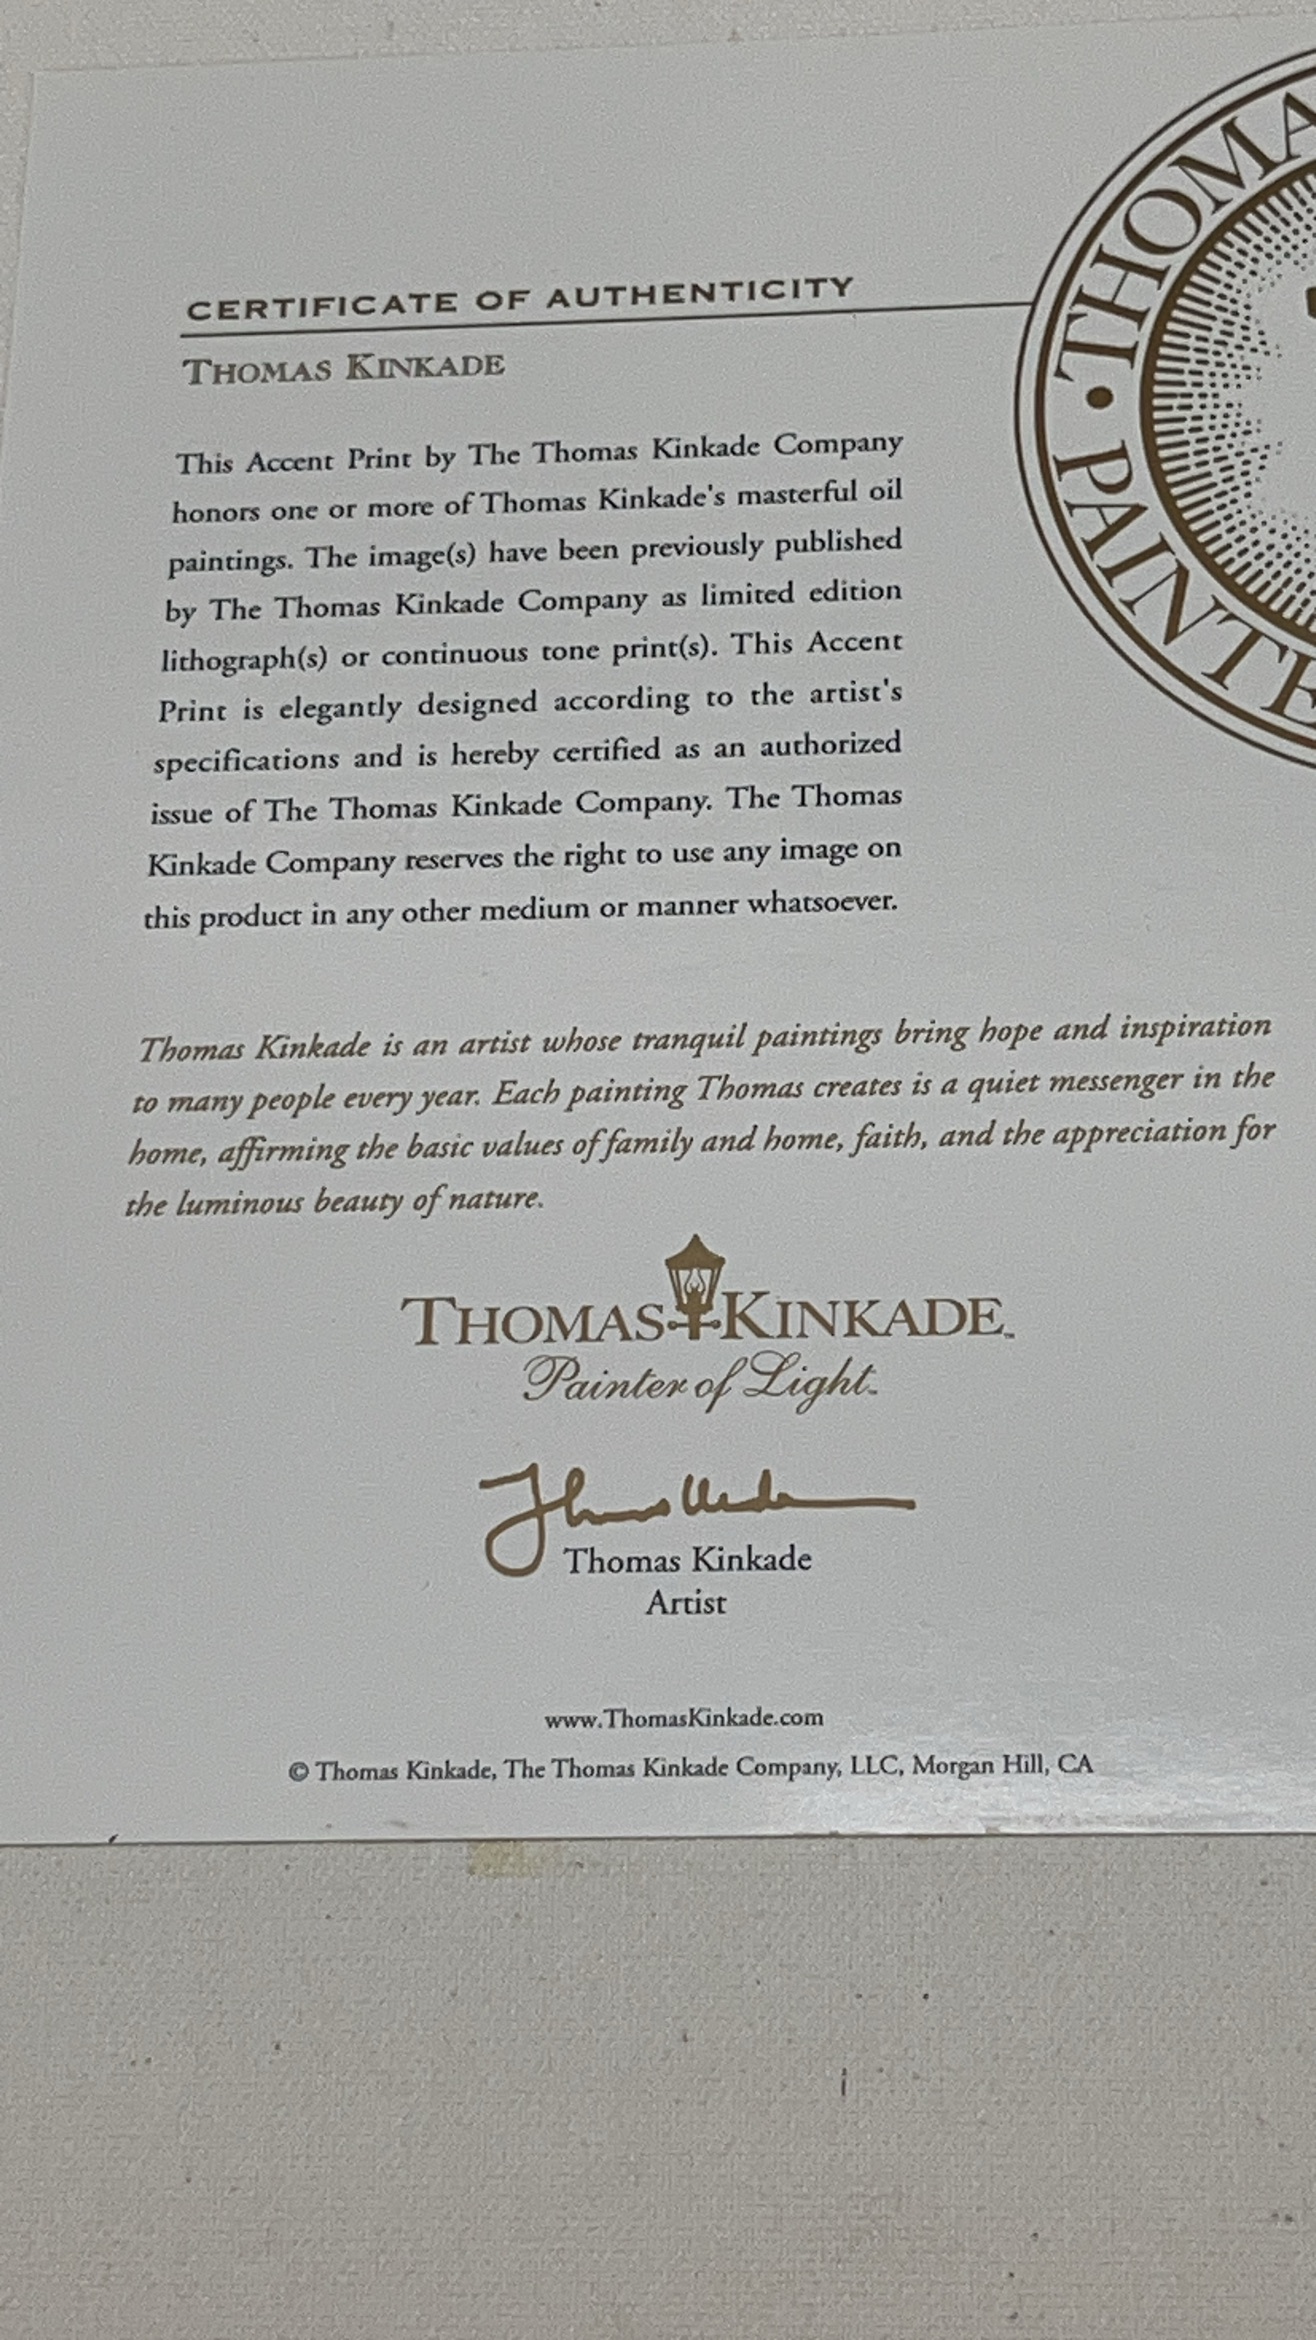 CERTIFICATE OF AUTHENTICITY
THOMAS KINKADE
This Accent Print by The Thomas Kinkade Company
honors one or more of Thomas Kinkade's masterful oil
paintings. The image(s) have been previously published
by The Thomas Kinkade Company as limited edition
lithograph(s) or continuous tone print(s). This Accent
Print is elegantly designed according to the artist's
specifications and is hereby certified as an authorized
issue of The Thomas Kinkade Company. The Thomas
Kinkade Company reserves the right to use any image on
this product in any other medium or manner whatsoever.
THOMA
• PAINTE
Thomas Kinkade is an artist whose tranquil paintings bring hope and inspiration
to many people every year. Each painting Thomas creates is a quiet messenger in the
home, affirming the basic values of family and home, faith, and the appreciation for
the luminous beauty of nature.
THOMAS KINKADE™
Painter of Light™
Thomas Kinkade
Thomas Kinkade
Artist
www.ThomasKinkade.com
© Thomas Kinkade, The Thomas Kinkade Company, LLC, Morgan Hill, CA